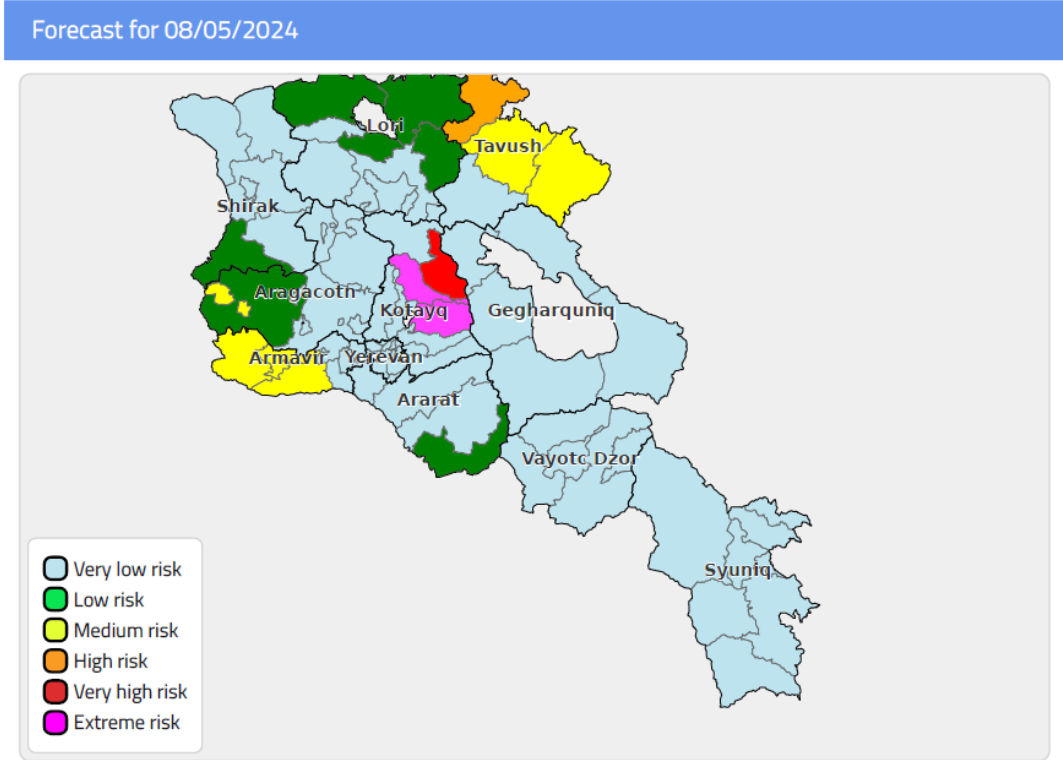 Forecast for 08/05/2024
Lori
Tavush
Shirak
Aragacoth
Kotayq
Gegharquniq
Armavir
Yerevan
Ararat
Vayotc Dzor
Syuniq
Very low risk
Low risk
Medium risk
High risk
Very high risk
Extreme risk